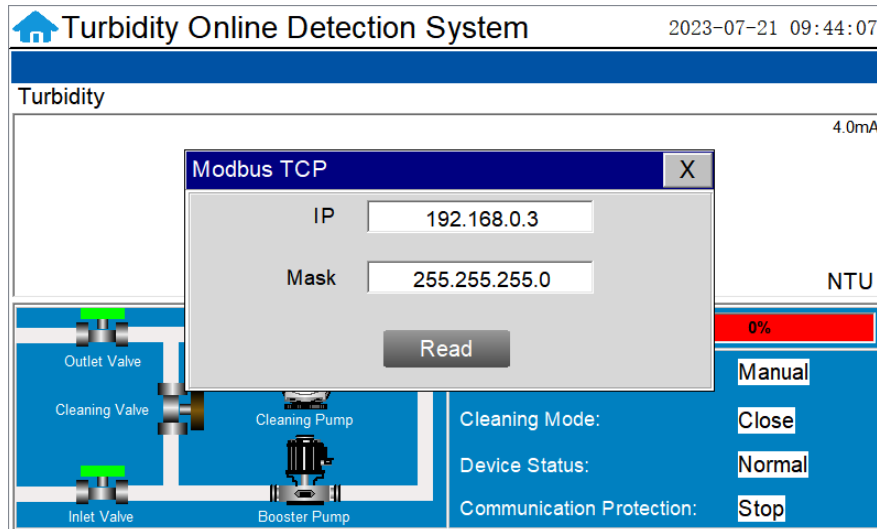 Turbidity Online Detection System
2023-07-21 09:44:07
Turbidity
4.0mA
Modbus TCP
X
IP
192.168.0.3
Mask
255.255.255.0
NTU
Read
0%
Outlet Valve
Manual
Cleaning Valve
Cleaning Pump
Cleaning Mode:
Close
Device Status:
Normal
Inlet Valve
Booster Pump
Communication Protection:
Stop